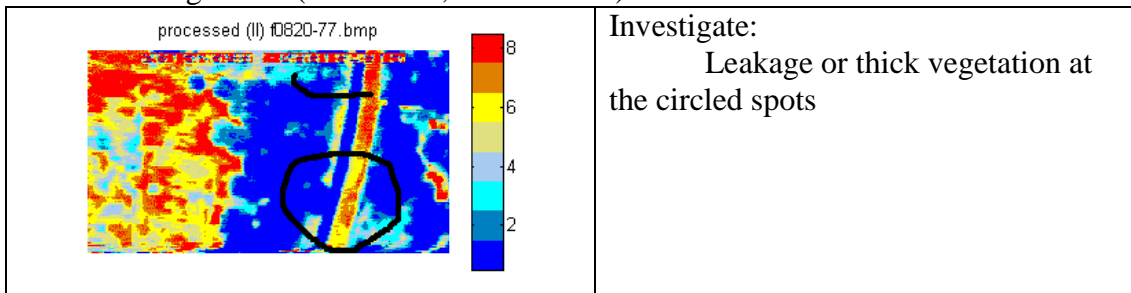 processed (II) f0820-77.bmp
8
6
4
2
Investigate:
Leakage or thick vegetation at
the circled spots